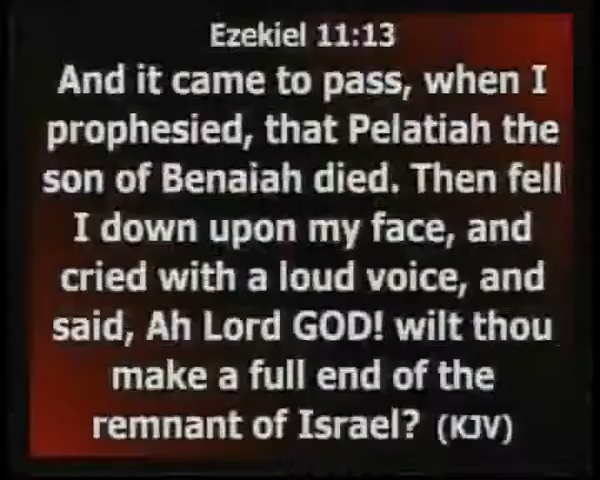 Ezekiel 11:13
And it came to pass, when I
prophesied, that Pelatiah the
son of Benaiah died. Then fell
I down upon my face, and
cried with a loud voice, and
said, Ah Lord GOD! wilt thou
make a full end of the
remnant of Israel? (KJV)